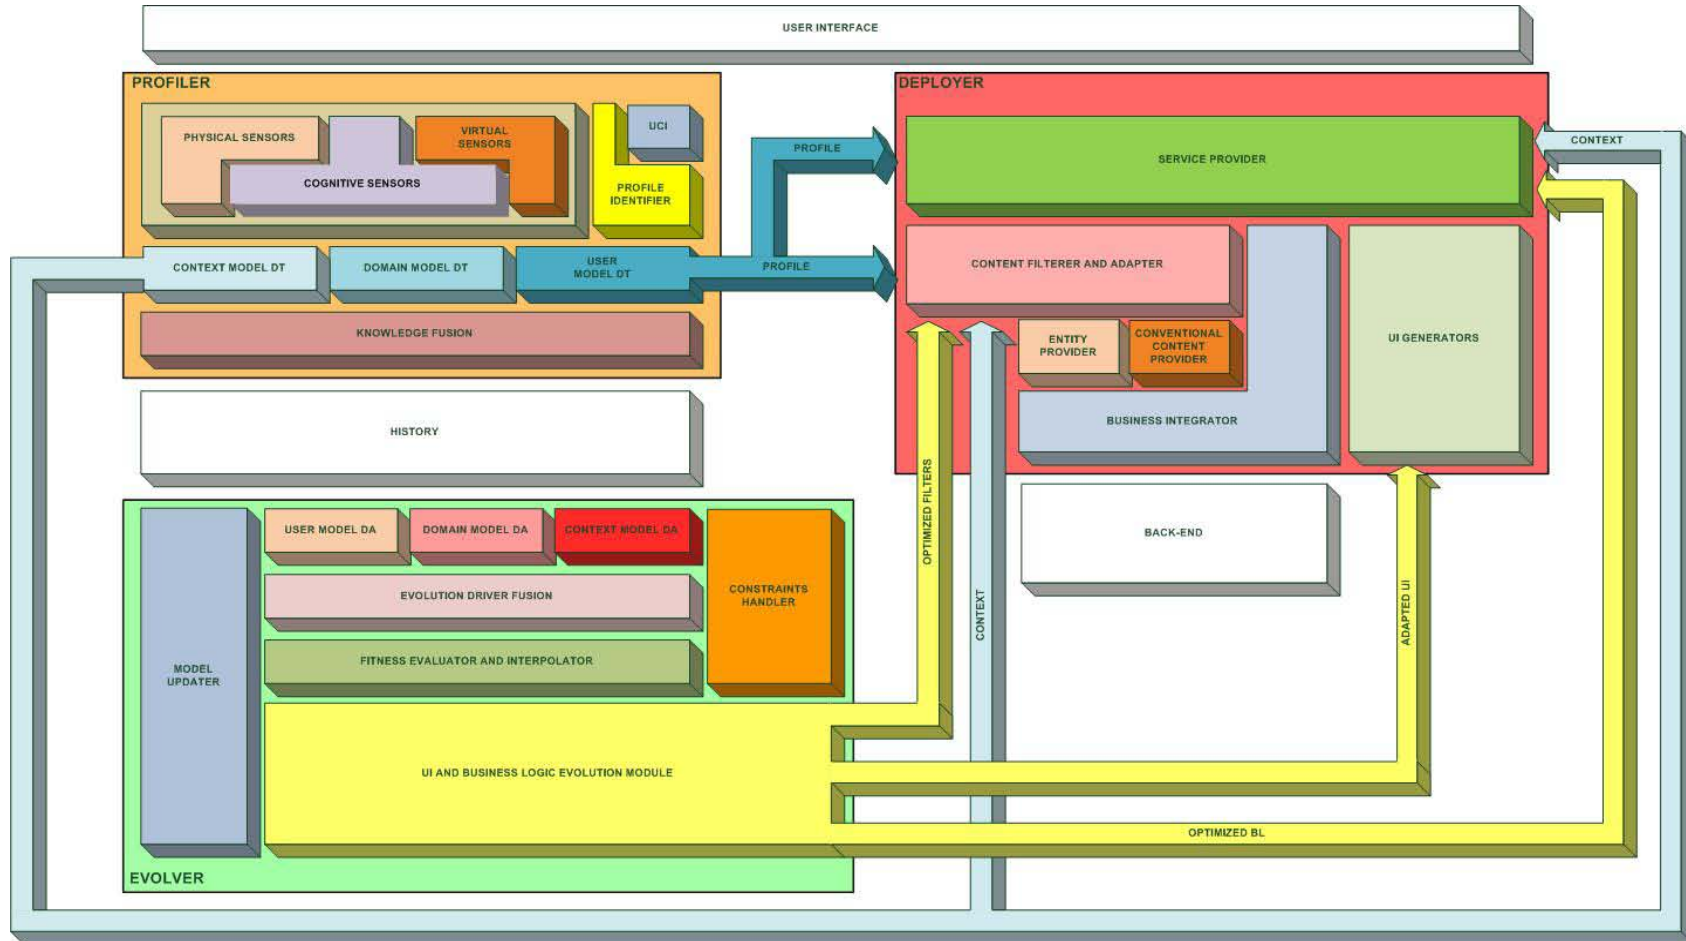 USER INTERFACE
PROFILER
PHYSICAL SENSORS
VIRTUAL
SENSORS
COGNITIVE SENSORS
UCI
PROFILE
IDENTIFIER
CONTEXT MODEL DT
DOMAIN MODEL DT
USER
MODEL DT
KNOWLEDGE FUSION
PROFILE
PROFILE
DEPLOYER
SERVICE PROVIDER
CONTEXT
CONTENT FILTERER AND ADAPTER
ENTITY
PROVIDER
CONVENTIONAL
CONTENT
PROVIDER
BUSINESS INTEGRATOR
UI GENERATORS
HISTORY
BACK-END
OPTIMIZED FILTERS
CONTEXT
ADAPTED UI
USER MODEL DA
DOMAIN MODEL DA
CONTEXT MODEL DA
EVOLUTION DRIVER FUSION
CONSTRAINTS
HANDLER
FITNESS EVALUATOR AND INTERPOLATOR
MODEL
UPDATER
UI AND BUSINESS LOGIC EVOLUTION MODULE
OPTIMIZED BL
EVOLVER